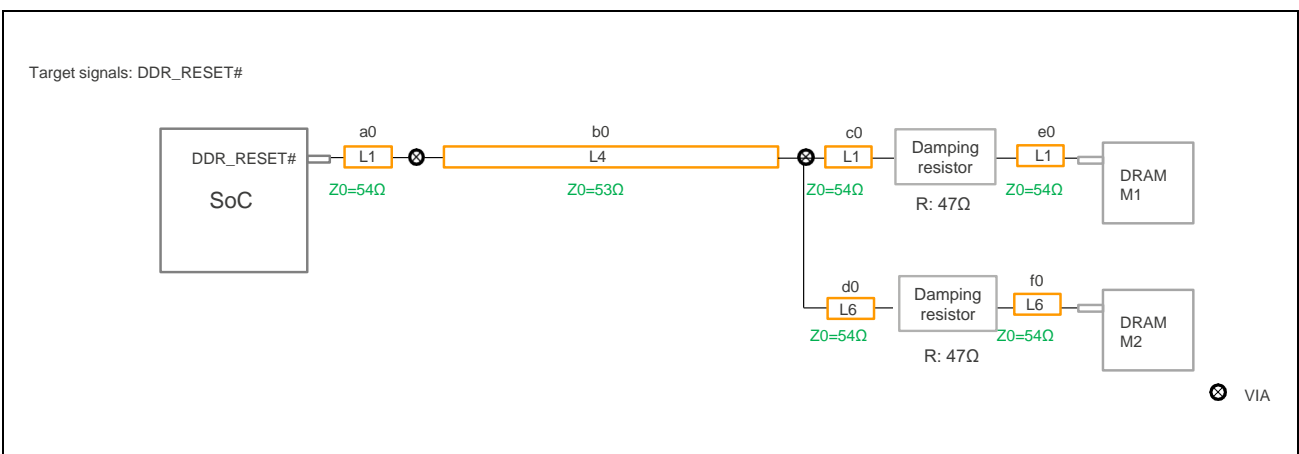 Target signals: DDR_RESET#
a0
b0
c0
e0
DDR_RESET#
L1
L4
L1
Damping
resistor
L1
DRAM
M1
SoC
Z0=54Ω
Z0=53Ω
Z0=54Ω
R: 47Ω
Z0=54Ω
d0
f0
L6
Damping
resistor
L6
DRAM
M2
Z0=54Ω
R: 47Ω
Z0=54Ω
VIA